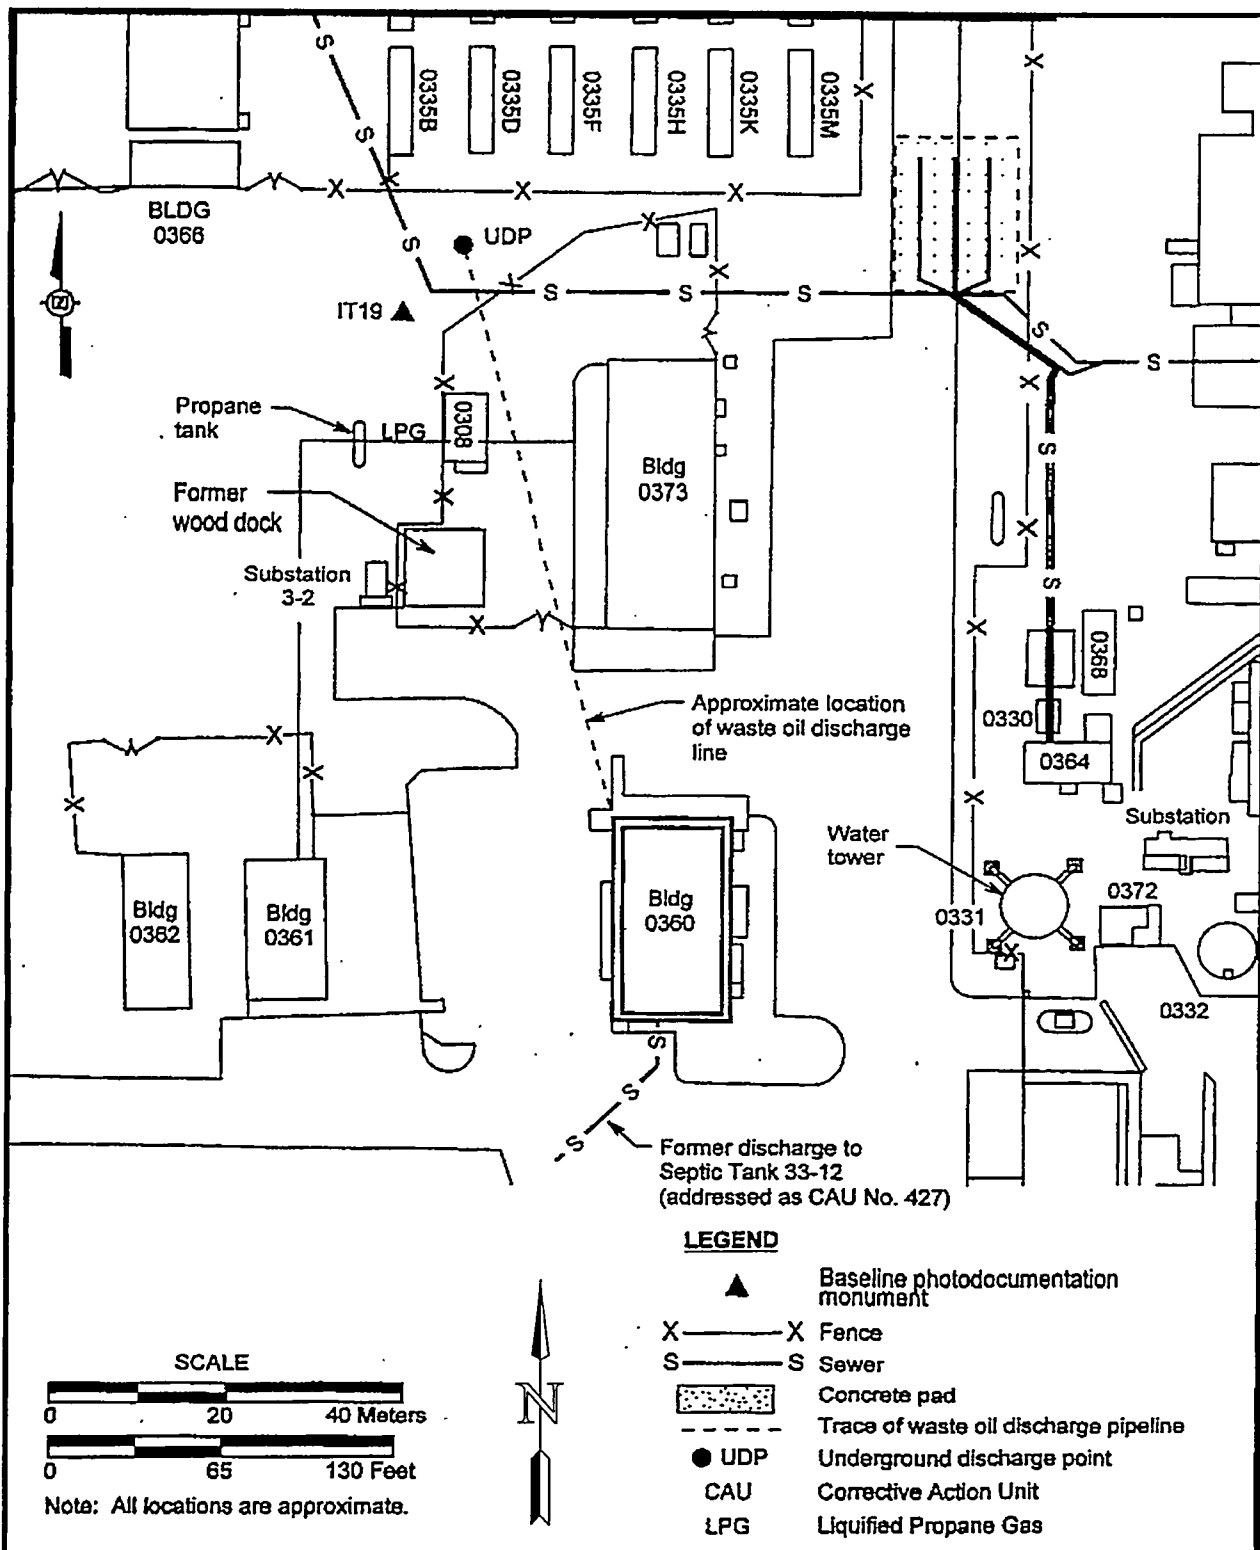 S
S
0335B
0335D
0335F
0335H
0335K
0335M
X
X
X
X
X
X
BLDG
0366
S
UDP
X
X
X
N
IT19
S
S
S
S
S
X
X
Propane
tank
LPG
0308
Bldg
0373
S
X
X
Former
wood dock
Substation
3-2
X
X
S
X
0368
Approximate location
of waste oil discharge
line
0330
0364
X
X
X
X
Substation
Water
tower
0372
Bldg
0362
Bldg
0361
Bldg
0360
0331
X
0332
S
S
S
Former discharge to
Septic Tank 33-12
(addressed as CAU No. 427)
LEGEND
Baseline photodocumentation
monument
X X Fence
S S Sewer
Concrete pad
Trace of waste oil discharge pipeline
UDP Underground discharge point
CAU Corrective Action Unit
LPG Liquified Propane Gas
N
SCALE
0 20 40 Meters
0 65 130 Feet
Note: All locations are approximate.